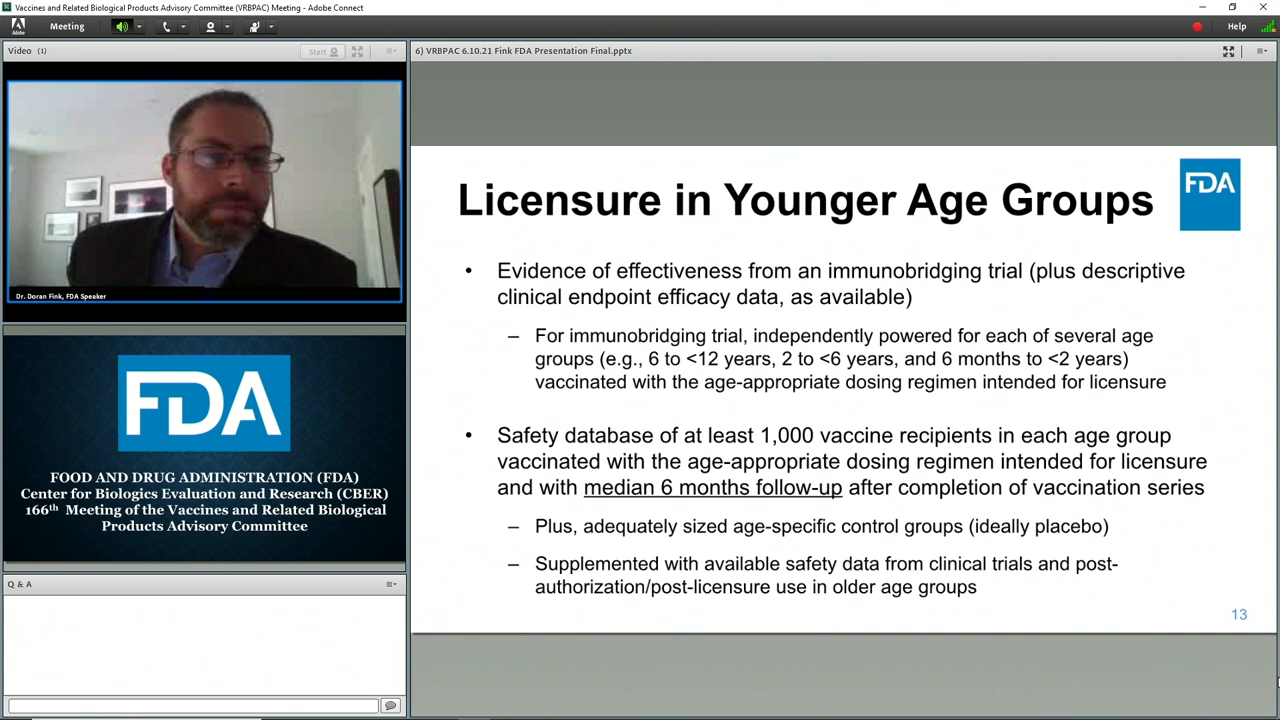 Vaccines and Related Biological Products Advisory Committee (VRBPAC) Meeting - Adobe Connect
Adobe
Meeting
Help
Video (1)
Start
Dr. Doran Fink, FDA Speaker
FDA
FOOD AND DRUG ADMINISTRATION (FDA)
Center for Biologics Evaluation and Research (CBER)
166th Meeting of the Vaccines and Related Biological
Products Advisory Committee
Q & A
6) VRBPAC 6.10.21 Fink FDA Presentation Final.pptx
Licensure in Younger Age Groups
FDA
• Evidence of effectiveness from an immunobridging trial (plus descriptive
clinical endpoint efficacy data, as available)
– For immunobridging trial, independently powered for each of several age
groups (e.g., 6 to <12 years, 2 to <6 years, and 6 months to <2 years)
vaccinated with the age-appropriate dosing regimen intended for licensure
• Safety database of at least 1,000 vaccine recipients in each age group
vaccinated with the age-appropriate dosing regimen intended for licensure
and with median 6 months follow-up after completion of vaccination series
– Plus, adequately sized age-specific control groups (ideally placebo)
– Supplemented with available safety data from clinical trials and post-
authorization/post-licensure use in older age groups
13